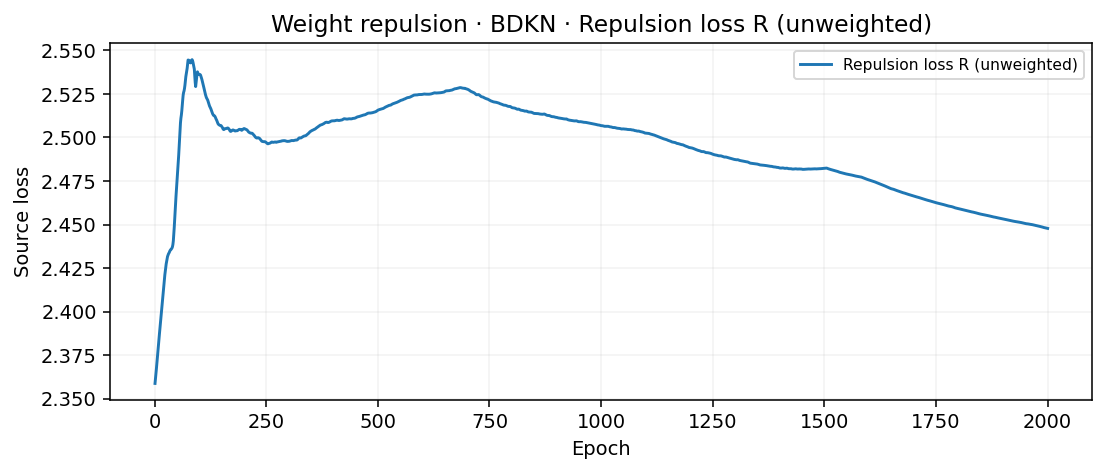 Weight repulsion · BDKN · Repulsion loss R (unweighted)
2.550
2.525
2.500
2.475
2.450
2.425
2.400
2.375
2.350
Source loss
Repulsion loss R (unweighted)
0 250 500 750 1000 1250 1500 1750 2000
Epoch